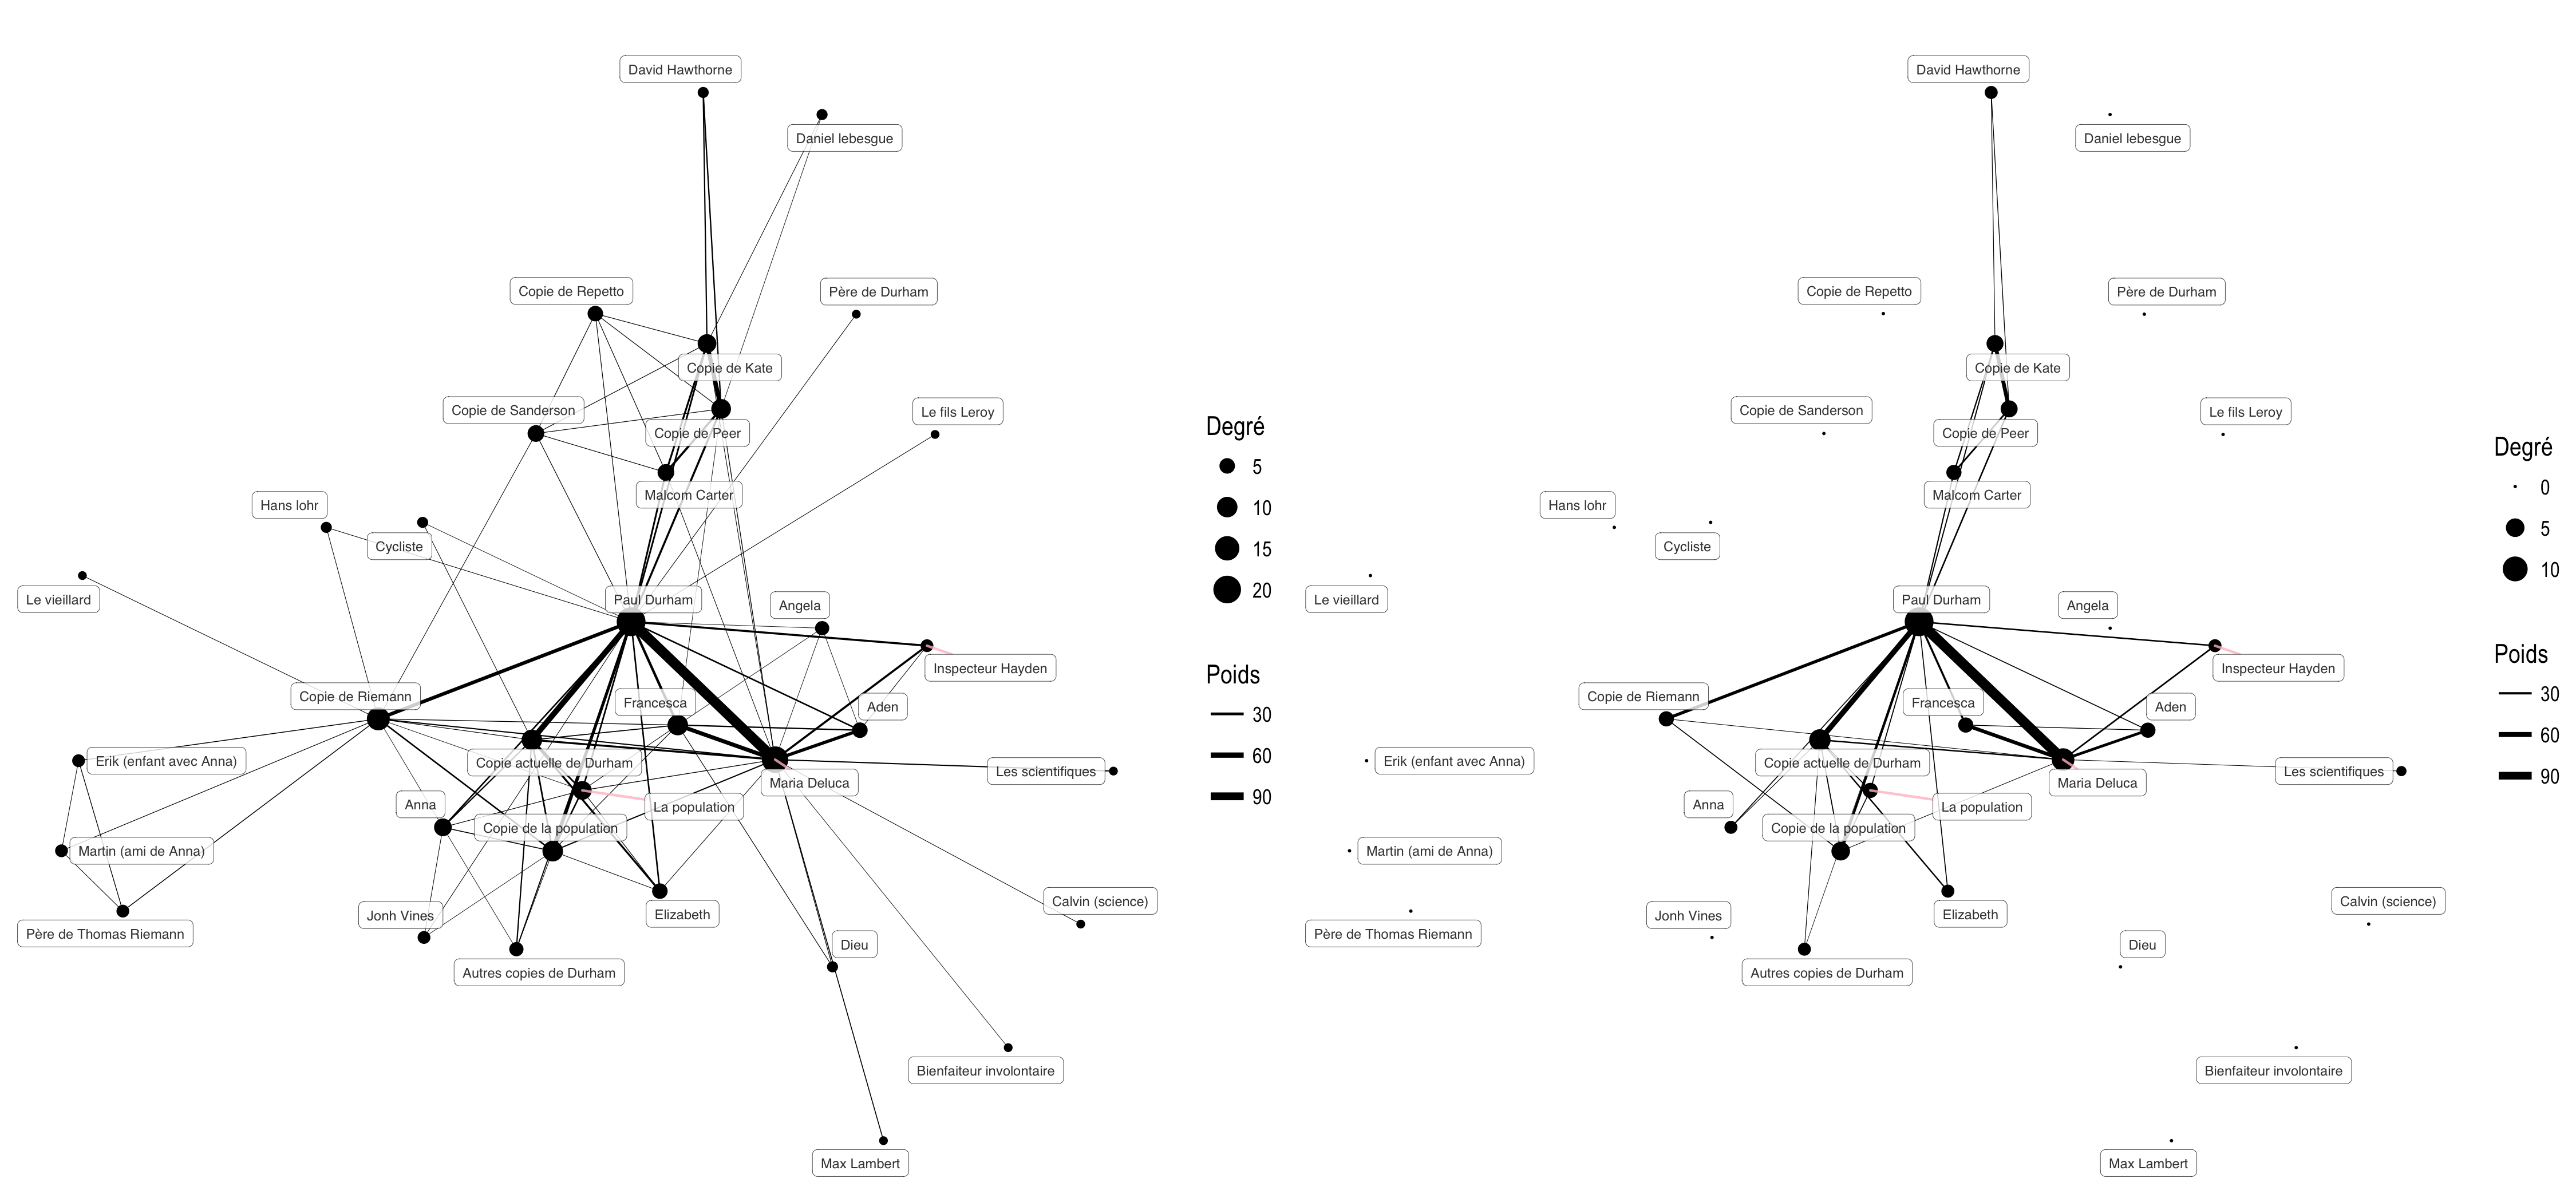 David Hawthorne
Daniel lebesgue
Copie de Repetto
Père de Durham
Copie de Kate
Copie de Sanderson
Le fils Leroy
Copie de Peer
Malcom Carter
Hans lohr
Cycliste
Le vieillard
Paul Durham
Angela
Inspecteur Hayden
Copie de Riemann
Francesca
Aden
Erik (enfant avec Anna)
Copie actuelle de Durham
Les scientifiques
Maria Deluca
Anna
La population
Copie de la population
Martin (ami de Anna)
Calvin (science)
Jonh Vines
Elizabeth
Père de Thomas Riemann
Dieu
Autres copies de Durham
Bienfaiteur involontaire
Max Lambert
Degré
5
10
15
20
Poids
30
60
90
David Hawthorne
Daniel lebesgue
Copie de Repetto
Père de Durham
Copie de Kate
Copie de Sanderson
Le fils Leroy
Copie de Peer
Malcom Carter
Hans lohr
Cycliste
Le vieillard
Paul Durham
Angela
Inspecteur Hayden
Copie de Riemann
Francesca
Aden
Erik (enfant avec Anna)
Copie actuelle de Durham
Les scientifiques
Maria Deluca
Anna
La population
Copie de la population
Martin (ami de Anna)
Calvin (science)
Jonh Vines
Elizabeth
Père de Thomas Riemann
Dieu
Autres copies de Durham
Bienfaiteur involontaire
Max Lambert
Degré
0
5
10
Poids
30
60
90